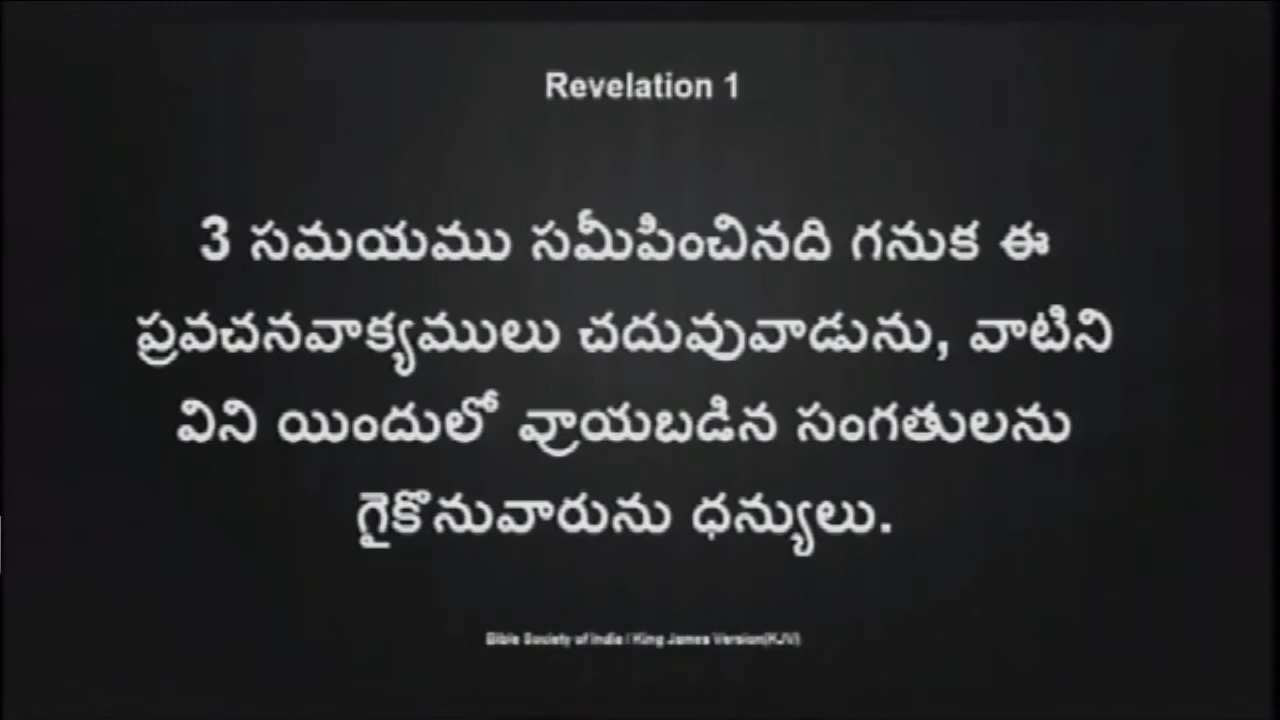 Revelation 1
3 సమయము సమీపించినది గనుక ఈ
ప్రవచనవాక్యములు చదువువాడును, వాటిని
విని యిందులో వ్రాయబడిన సంగతులను
గైకొనువారును ధన్యులు.
Bible Society of India / King James Version(KJV)